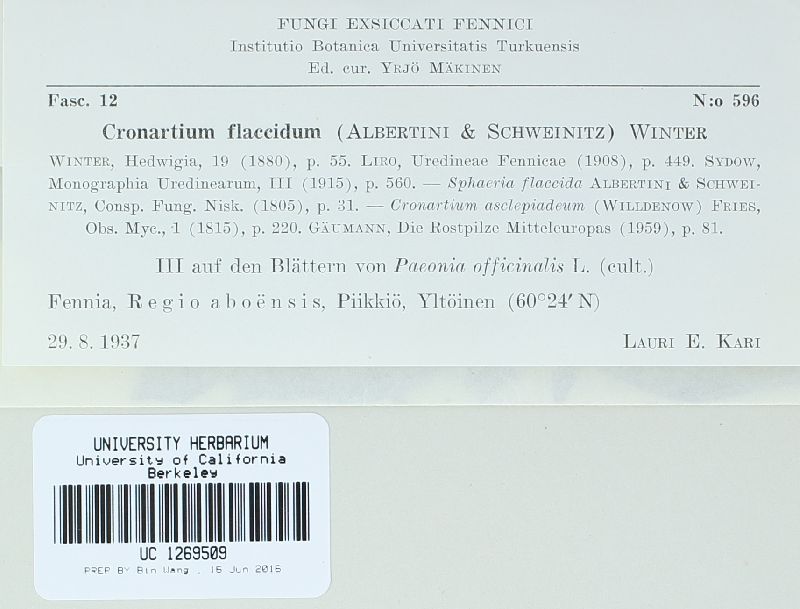 FUNGI EXSICCATI FENNICI
Institutio Botanica Universitatis Turkuensis
Ed. cur. YRJÖ MÄKINEN
Fasc. 12 N:o 596
Cronartium flaccidum (ALBERTINI & SCHWEINITZ) WINTER
WINTER, Hedwigia, 19 (1880), p. 55. LIRO, Uredineae Fennicae (1908), p. 449. SYDOW,
Monographia Uredinearum, III (1915), p. 560. — Sphaeria flaccida ALBERTINI & SCHWEI-
NITZ, Consp. Fung. Nisk. (1805), p. 31. — Cronartium asclepiadeum (WILLDENOW) FRIES,
Obs. Myc., 1 (1815), p. 220. GÄUMANN, Die Rostpilze Mitteleuropas (1959), p. 81.
III auf den Blättern von Paeonia officinalis L. (cult.)
Fennia, Regio aboënsis, Piikkiö, Yltöinen (60°24′ N)
29. 8. 1937 LAURI E. KARI
UNIVERSITY HERBARIUM
University of California
Berkeley
UC 1269509
PREP BY Bin Wang , 15 Jun 2015